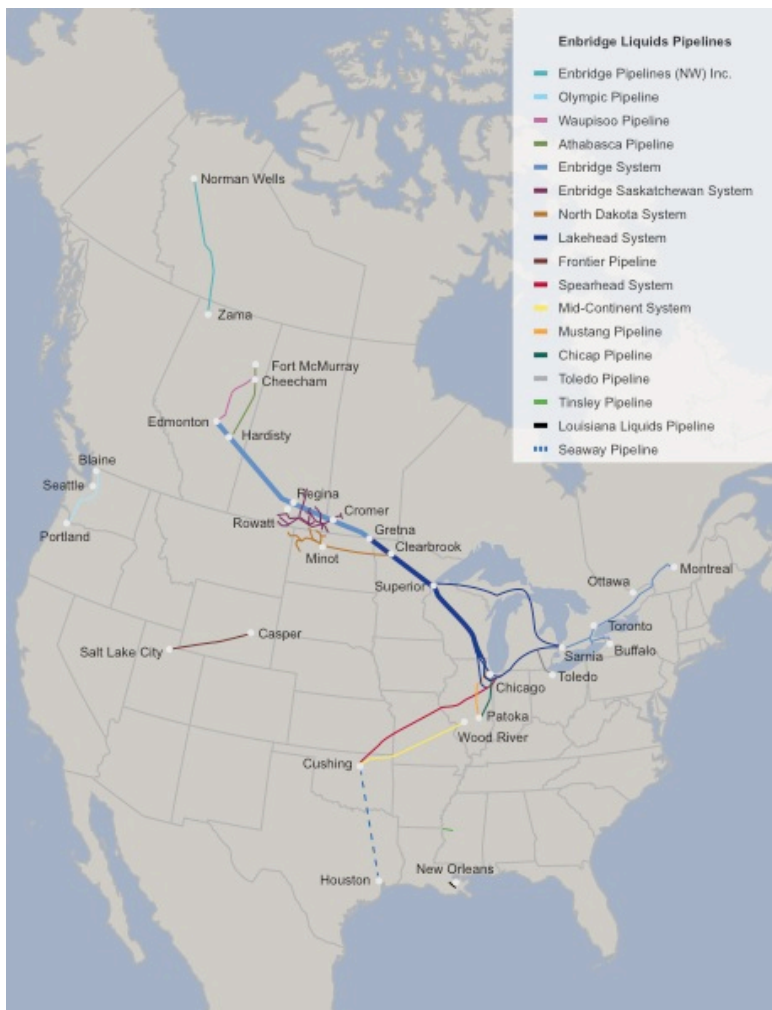 Enbridge Liquids Pipelines
Enbridge Pipelines (NW) Inc.
Olympic Pipeline
Waupisoo Pipeline
Athabasca Pipeline
Enbridge System
Enbridge Saskatchewan System
North Dakota System
Lakehead System
Frontier Pipeline
Spearhead System
Mid-Continent System
Mustang Pipeline
Chicap Pipeline
Toledo Pipeline
Tinsley Pipeline
Louisiana Liquids Pipeline
Seaway Pipeline
Norman Wells
Zama
Fort McMurray
Cheecham
Edmonton
Hardisty
Blaine
Seattle
Portland
Regina
Rowatt
Cromer
Gretna
Clearbrook
Minot
Superior
Ottawa
Montreal
Toronto
Buffalo
Sarnia
Toledo
Salt Lake City
Casper
Chicago
Patoka
Wood River
Cushing
Houston
New Orleans